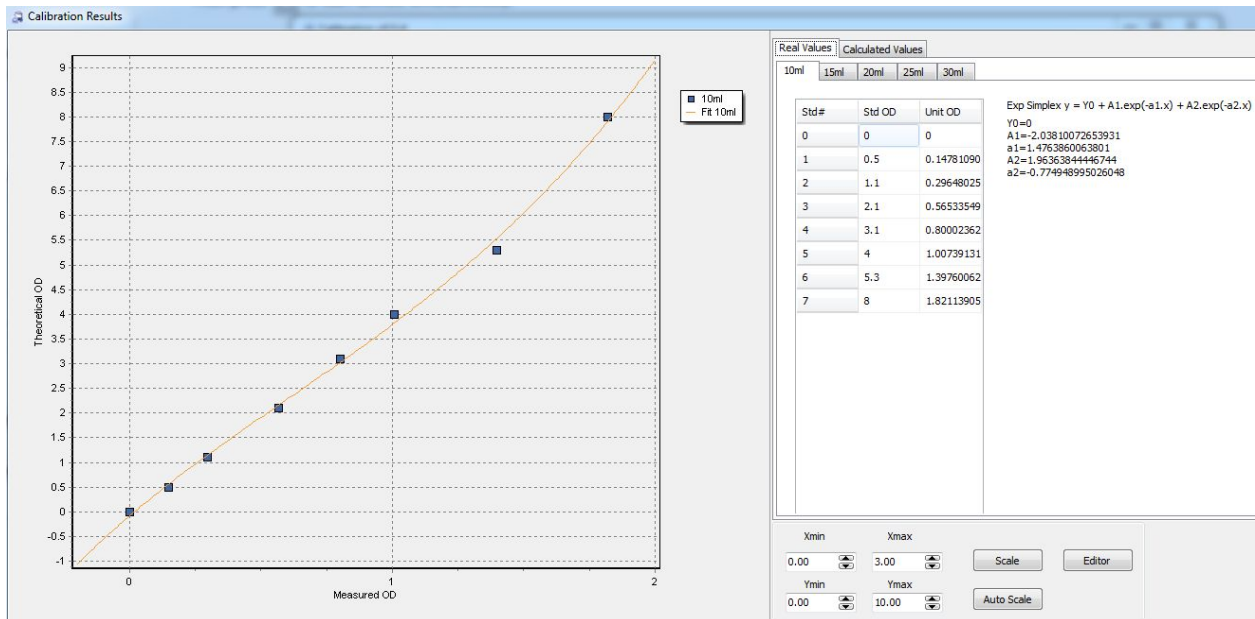 Calibration Results
9
8.5
8
7.5
7
6.5
6
5.5
5
4.5
4
3.5
3
2.5
2
1.5
1
0.5
0
-0.5
-1
Theoretical OD
0 1 2
Measured OD
10ml
Fit 10ml
Real Values Calculated Values
10ml 15ml 20ml 25ml 30ml
Std# Std OD Unit OD
0 0 0
1 0.5 0.14781090
2 1.1 0.29648025
3 2.1 0.56533549
4 3.1 0.80002362
5 4 1.00739131
6 5.3 1.39760062
7 8 1.82113905
Exp Simplex y = Y0 + A1.exp(-a1.x) + A2.exp(-a2.x)
Y0=0
A1=-2.03810072653931
a1=1.4763860063801
A2=1.96363844446744
a2=-0.774948995026048
Xmin Xmax
0.00 3.00 Scale Editor
Ymin Ymax
0.00 10.00 Auto Scale